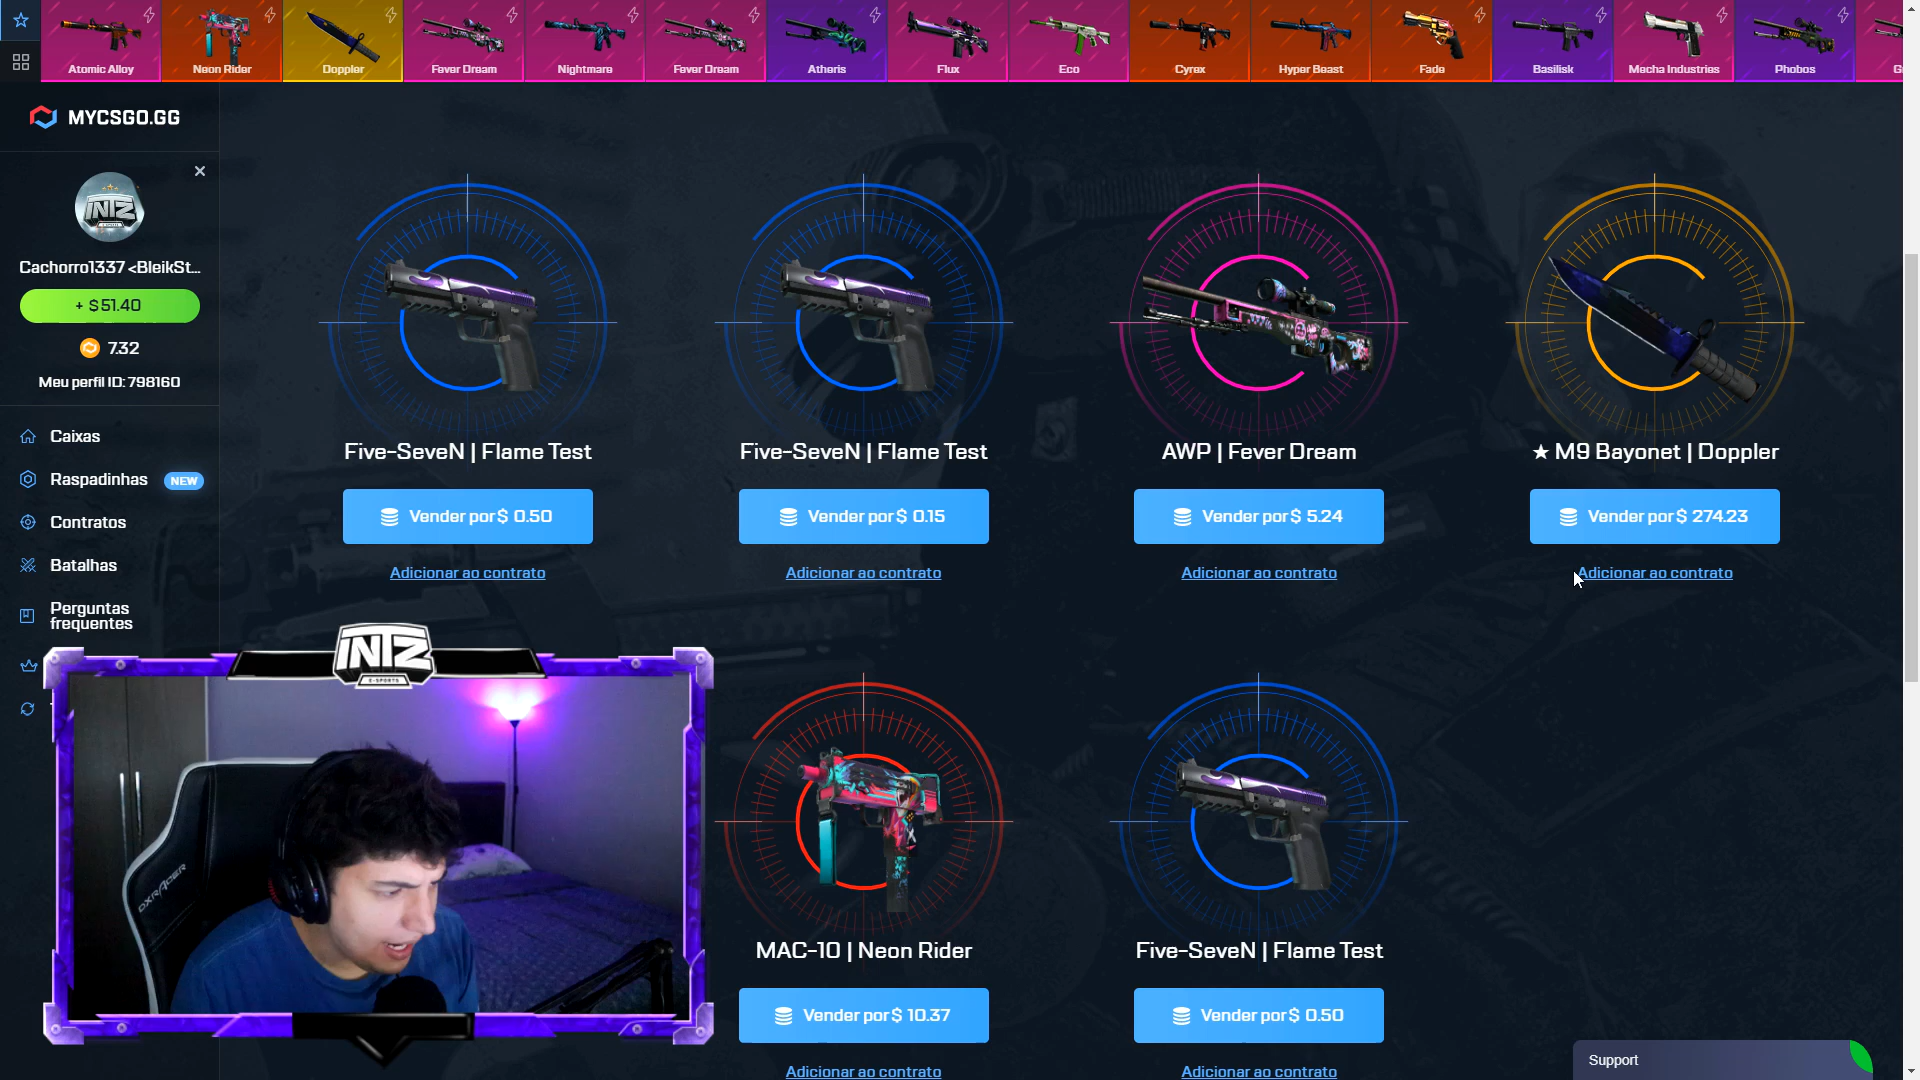 Atomic Alloy
Neon Rider
Doppler
Fever Dream
Nightmare
Fever Dream
Atheris
Flux
Eco
Cyrex
Hyper Beast
Fade
Basilisk
Mecha Industries
Phobos
MYCSGO.GG
INTZ
Cachorro1337 <BleikSt...
+ $51.40
7.32
Meu perfil ID: 798160
Caixas
Raspadinhas NEW
Contratos
Batalhas
Perguntas
frequentes
Five-SeveN | Flame Test
Vender por $ 0.50
Adicionar ao contrato
Five-SeveN | Flame Test
Vender por $ 0.15
Adicionar ao contrato
AWP | Fever Dream
Vender por $ 5.24
Adicionar ao contrato
★ M9 Bayonet | Doppler
Vender por $ 274.23
Adicionar ao contrato
INTZ
E-SPORTS
DXRACER
MAC-10 | Neon Rider
Vender por $ 10.37
Adicionar ao contrato
Five-SeveN | Flame Test
Vender por $ 0.50
Adicionar ao contrato
Support